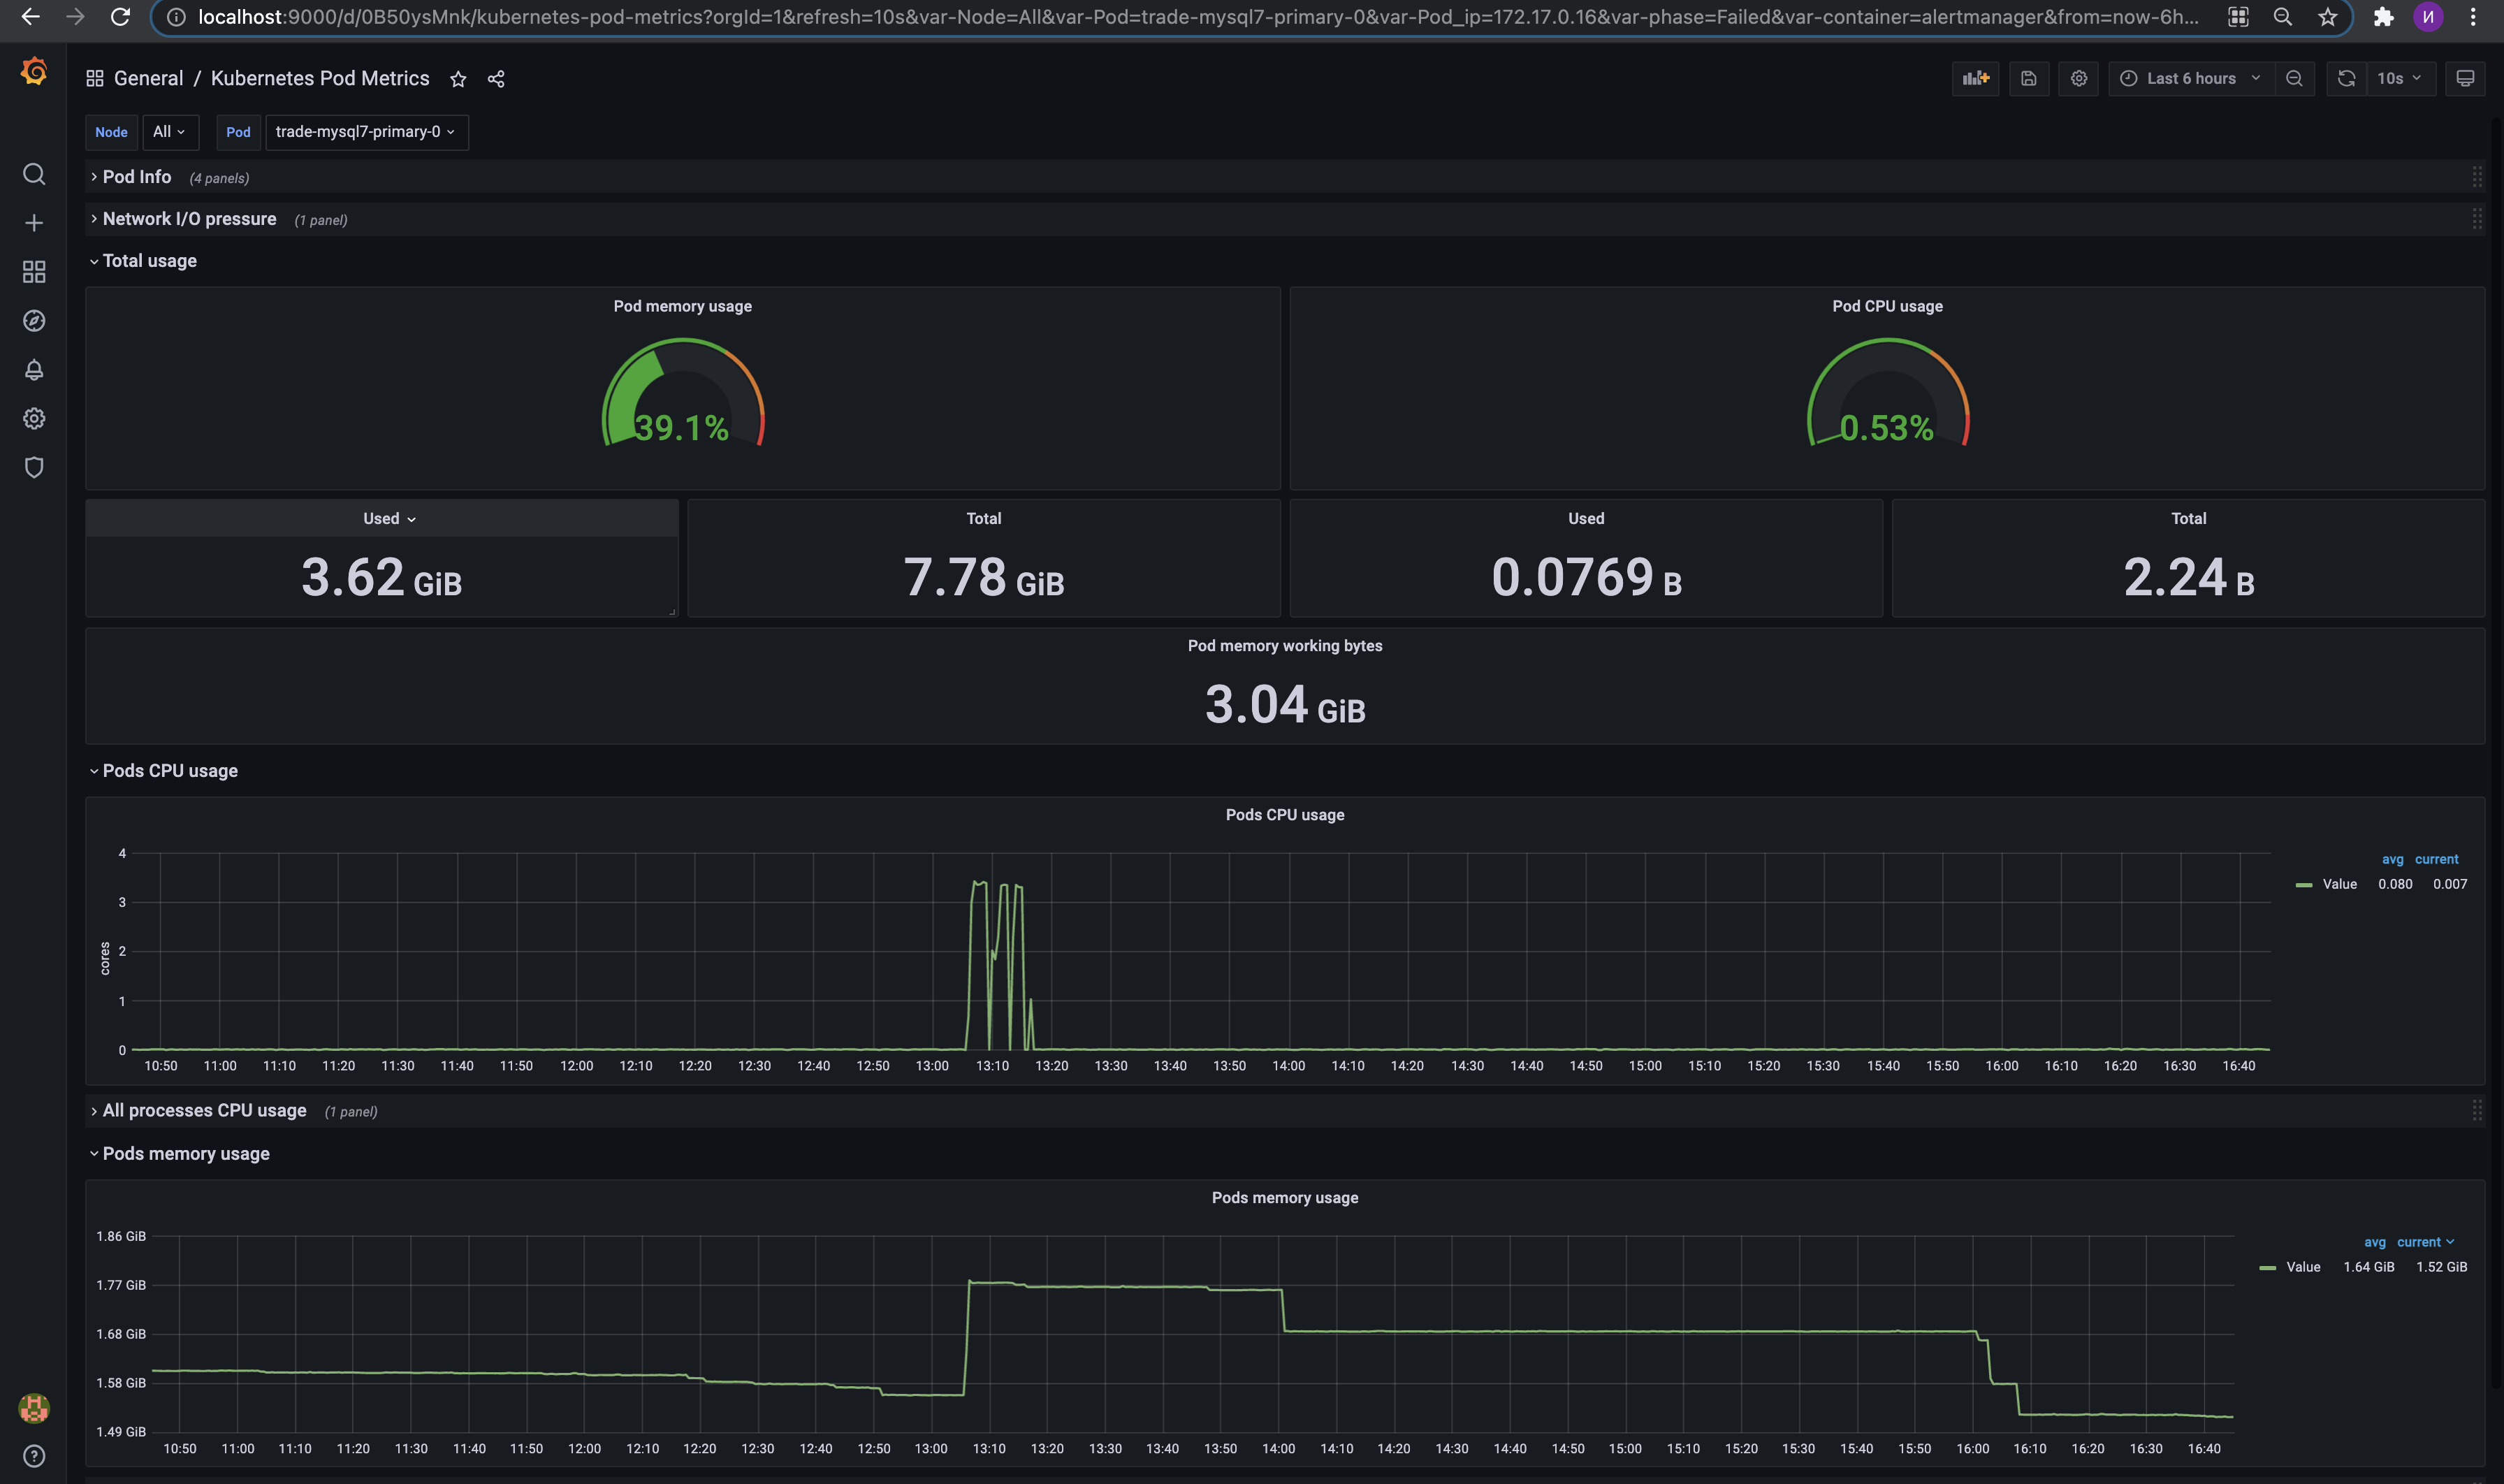 localhost:9000/d/0B50ysMnk/kubernetes-pod-metrics?orgId=1&refresh=10s&var-Node=All&var-Pod=trade-mysql7-primary-0&var-Pod_ip=172.17.0.16&var-phase=Failed&var-container=alertmanager&from=now-6h...
И
General / Kubernetes Pod Metrics
Last 6 hours
10s
Node All Pod trade-mysql7-primary-0
Pod Info (4 panels)
Network I/O pressure (1 panel)
Total usage
Pod memory usage
39.1%
Pod CPU usage
0.53%
Used
3.62 GiB
Total
7.78 GiB
Used
0.0769 B
Total
2.24 B
Pod memory working bytes
3.04 GiB
Pods CPU usage
Pods CPU usage
cores
4
3
2
1
0
10:50 11:00 11:10 11:20 11:30 11:40 11:50 12:00 12:10 12:20 12:30 12:40 12:50 13:00 13:10 13:20 13:30 13:40 13:50 14:00 14:10 14:20 14:30 14:40 14:50 15:00 15:10 15:20 15:30 15:40 15:50 16:00 16:10 16:20 16:30 16:40
avg current
Value 0.080 0.007
All processes CPU usage (1 panel)
Pods memory usage
Pods memory usage
1.86 GiB
1.77 GiB
1.68 GiB
1.58 GiB
1.49 GiB
10:50 11:00 11:10 11:20 11:30 11:40 11:50 12:00 12:10 12:20 12:30 12:40 12:50 13:00 13:10 13:20 13:30 13:40 13:50 14:00 14:10 14:20 14:30 14:40 14:50 15:00 15:10 15:20 15:30 15:40 15:50 16:00 16:10 16:20 16:30 16:40
avg current
Value 1.64 GiB 1.52 GiB